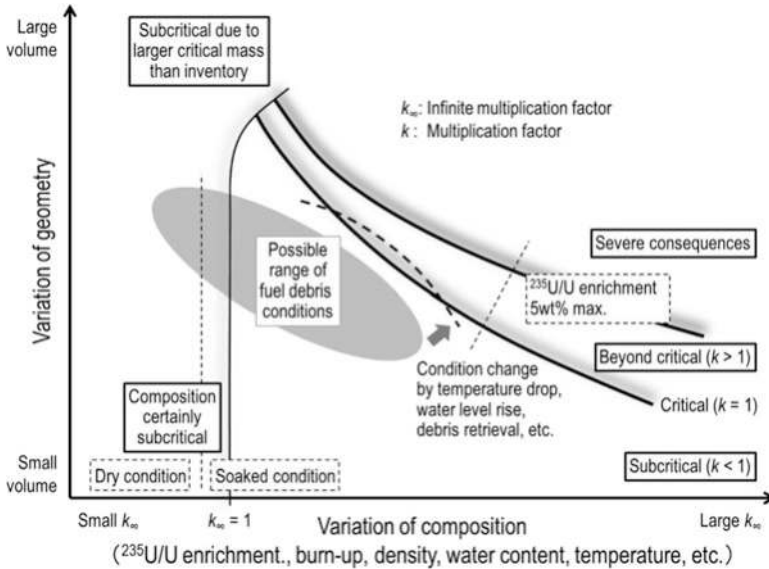 Large
volume
Subcritical due to
larger critical mass
than inventory
k∞: Infinite multiplication factor
k : Multiplication factor
Variation of geometry
Possible
range of
fuel debris
conditions
Severe consequences
²³⁵U/U enrichment
5wt% max.
Beyond critical (k > 1)
Condition change
by temperature drop,
water level rise,
debris retrieval, etc.
Critical (k = 1)
Composition
certainly
subcritical
Small
volume
Dry condition
Soaked condition
Subcritical (k < 1)
Small k∞
k∞ = 1
Variation of composition
Large k∞
(²³⁵U/U enrichment., burn-up, density, water content, temperature, etc.)